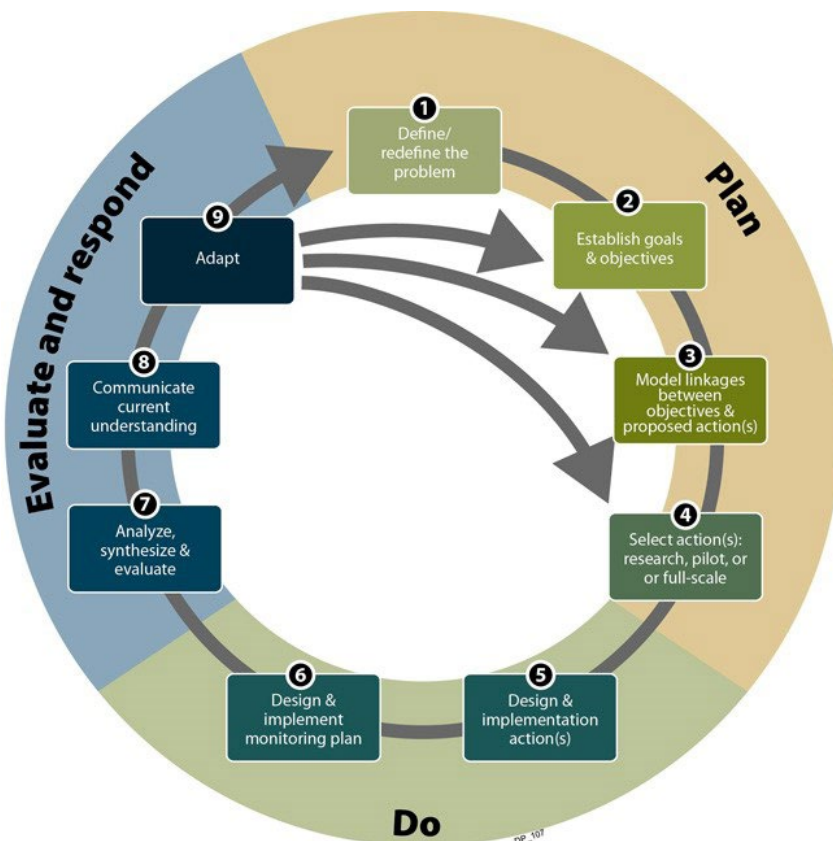 1
Define/
redefine the
problem
2
Establish goals
& objectives
3
Model linkages
between
objectives &
proposed action(s)
4
Select action(s):
research, pilot, or
or full-scale
5
Design &
implementation
action(s)
6
Design &
implement
monitoring plan
7
Analyze,
synthesize &
evaluate
8
Communicate
current
understanding
9
Adapt
Plan
Do
Evaluate and respond
DP_107